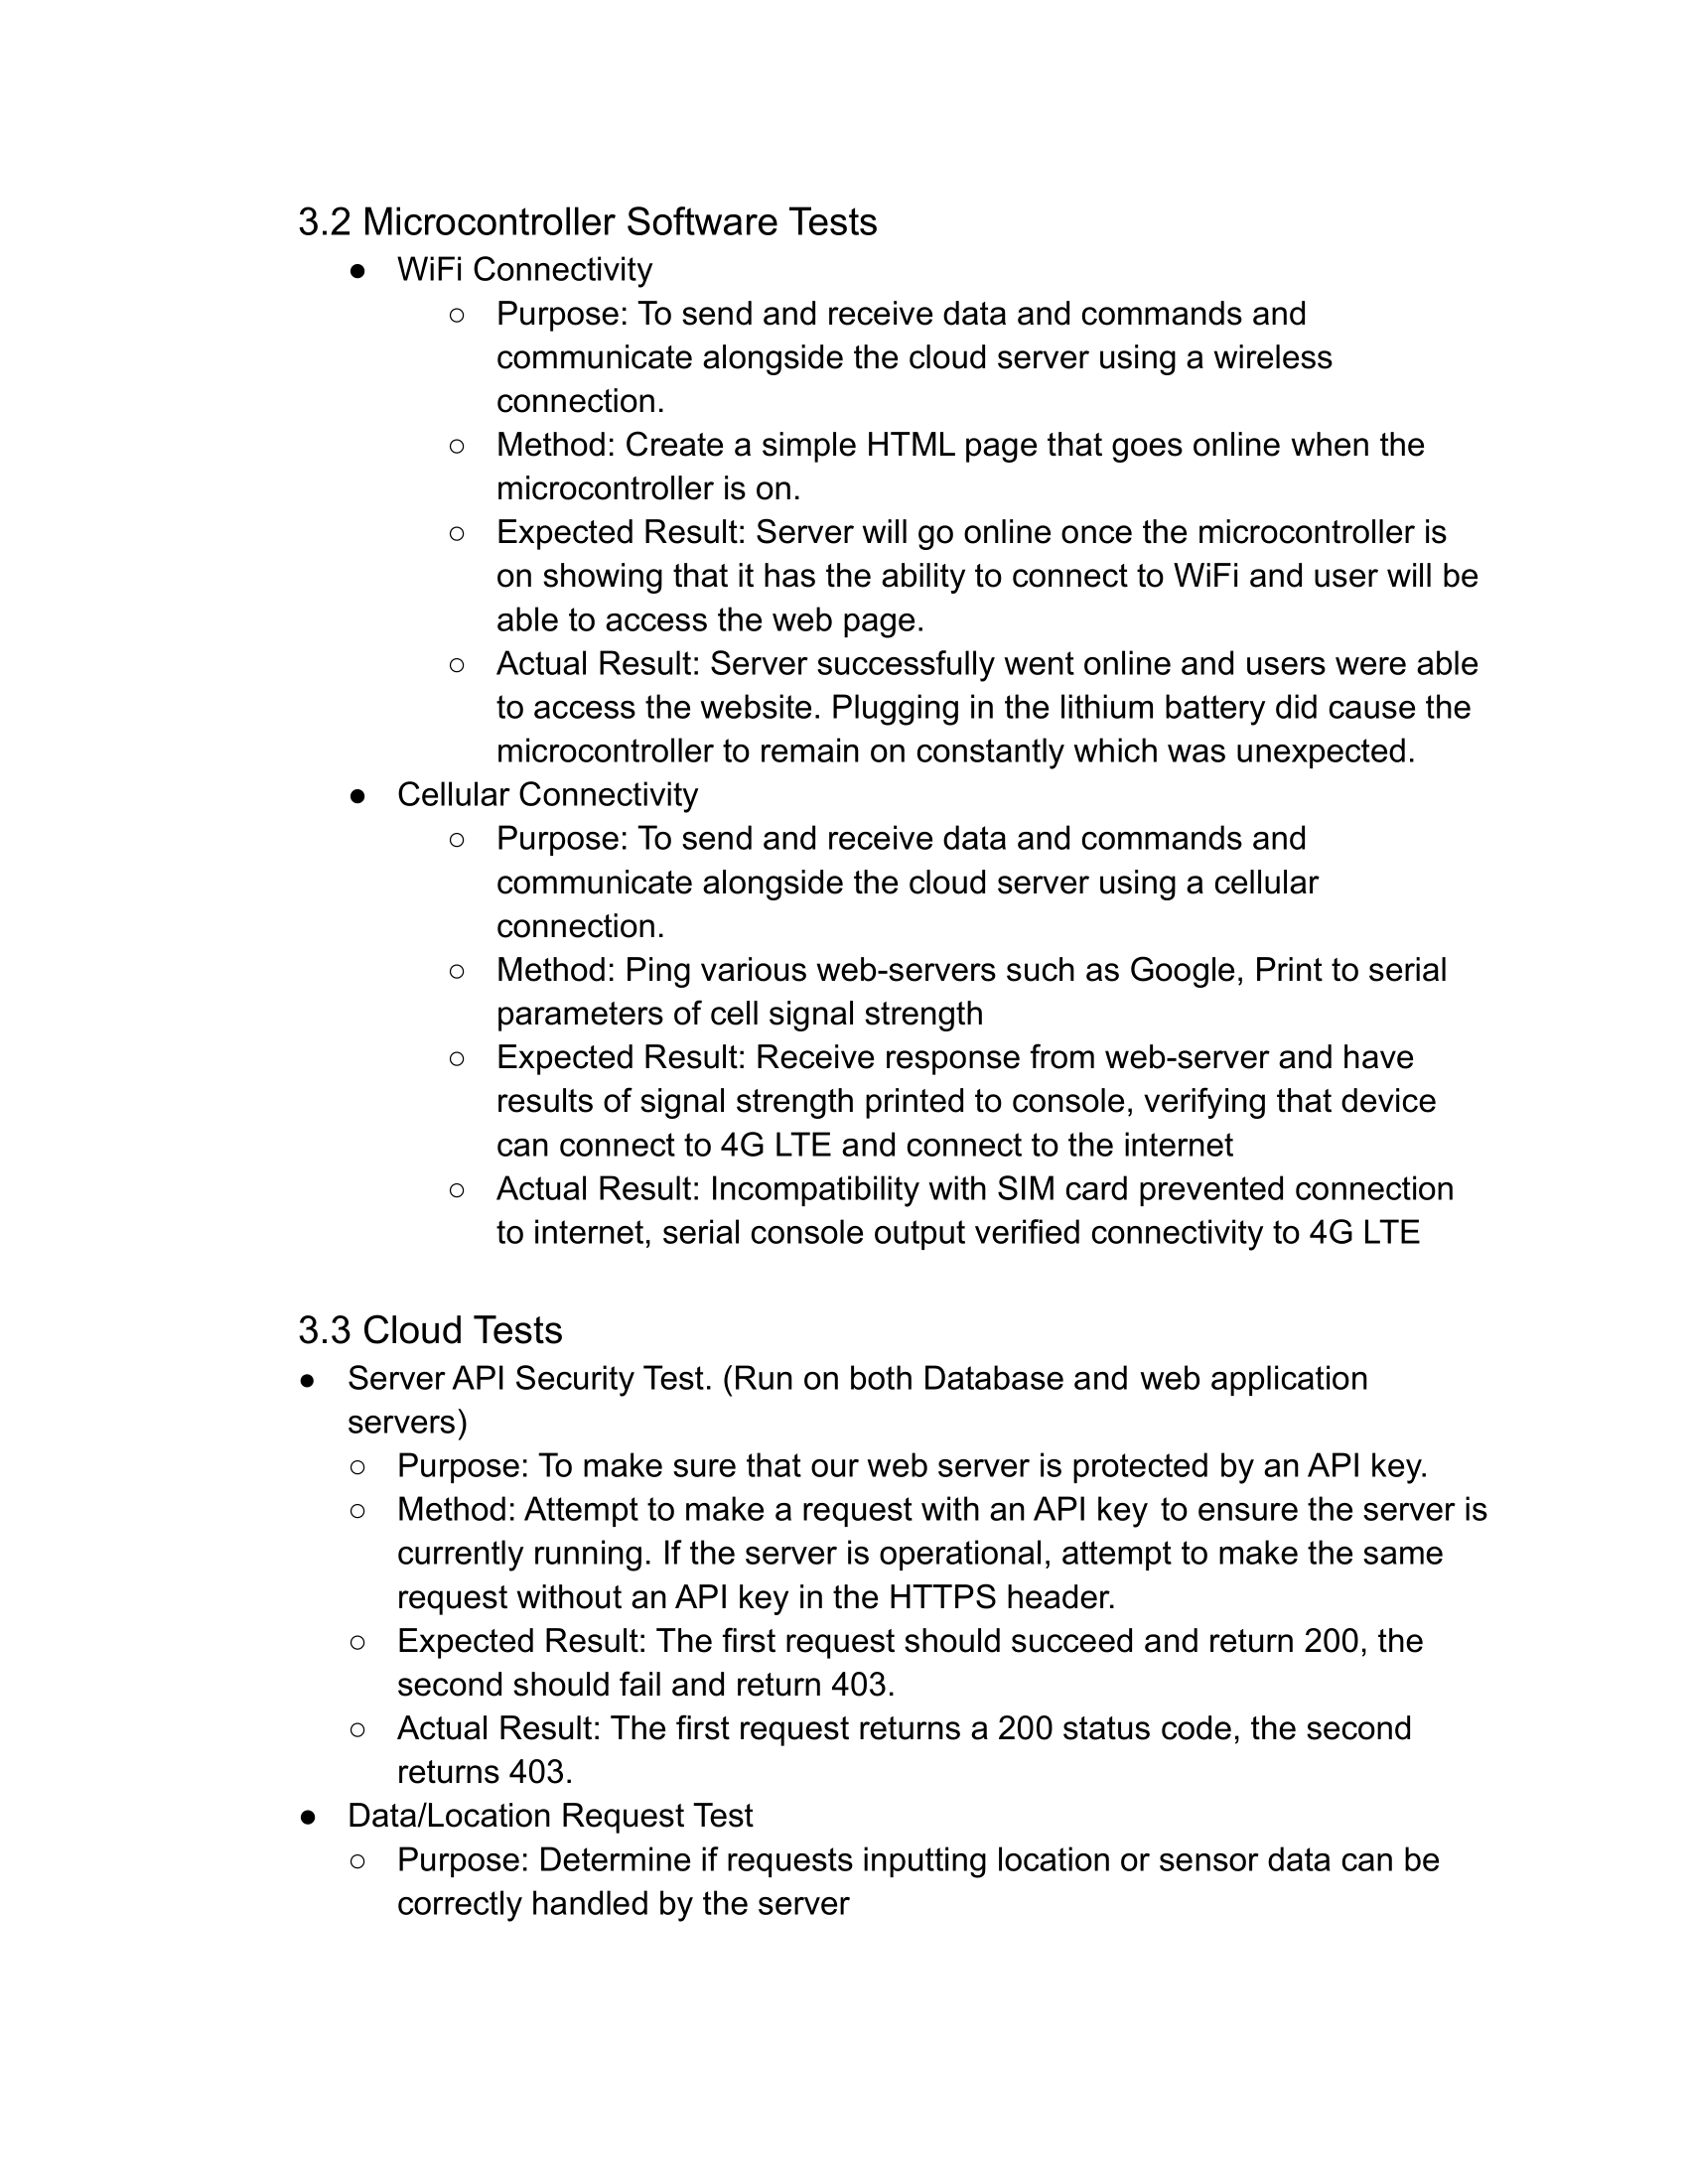 3.2 Microcontroller Software Tests
● WiFi Connectivity
○ Purpose: To send and receive data and commands and
communicate alongside the cloud server using a wireless
connection.
○ Method: Create a simple HTML page that goes online when the
microcontroller is on.
○ Expected Result: Server will go online once the microcontroller is
on showing that it has the ability to connect to WiFi and user will be
able to access the web page.
○ Actual Result: Server successfully went online and users were able
to access the website. Plugging in the lithium battery did cause the
microcontroller to remain on constantly which was unexpected.
● Cellular Connectivity
○ Purpose: To send and receive data and commands and
communicate alongside the cloud server using a cellular
connection.
○ Method: Ping various web-servers such as Google, Print to serial
parameters of cell signal strength
○ Expected Result: Receive response from web-server and have
results of signal strength printed to console, verifying that device
can connect to 4G LTE and connect to the internet
○ Actual Result: Incompatibility with SIM card prevented connection
to internet, serial console output verified connectivity to 4G LTE
3.3 Cloud Tests
● Server API Security Test. (Run on both Database and web application
servers)
○ Purpose: To make sure that our web server is protected by an API key.
○ Method: Attempt to make a request with an API key to ensure the server is
currently running. If the server is operational, attempt to make the same
request without an API key in the HTTPS header.
○ Expected Result: The first request should succeed and return 200, the
second should fail and return 403.
○ Actual Result: The first request returns a 200 status code, the second
returns 403.
● Data/Location Request Test
○ Purpose: Determine if requests inputting location or sensor data can be
correctly handled by the server